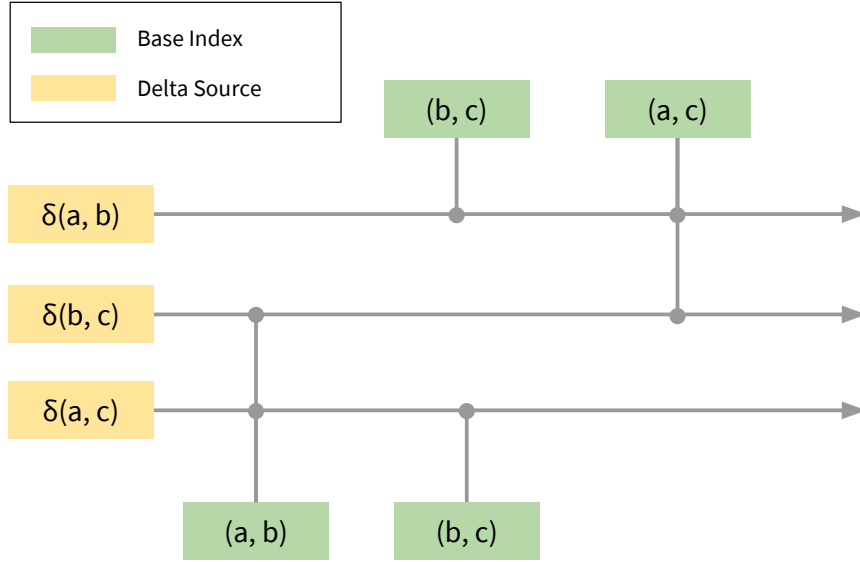 Base Index
Delta Source
(b, c)
(a, c)
δ(a, b)
δ(b, c)
δ(a, c)
(a, b)
(b, c)